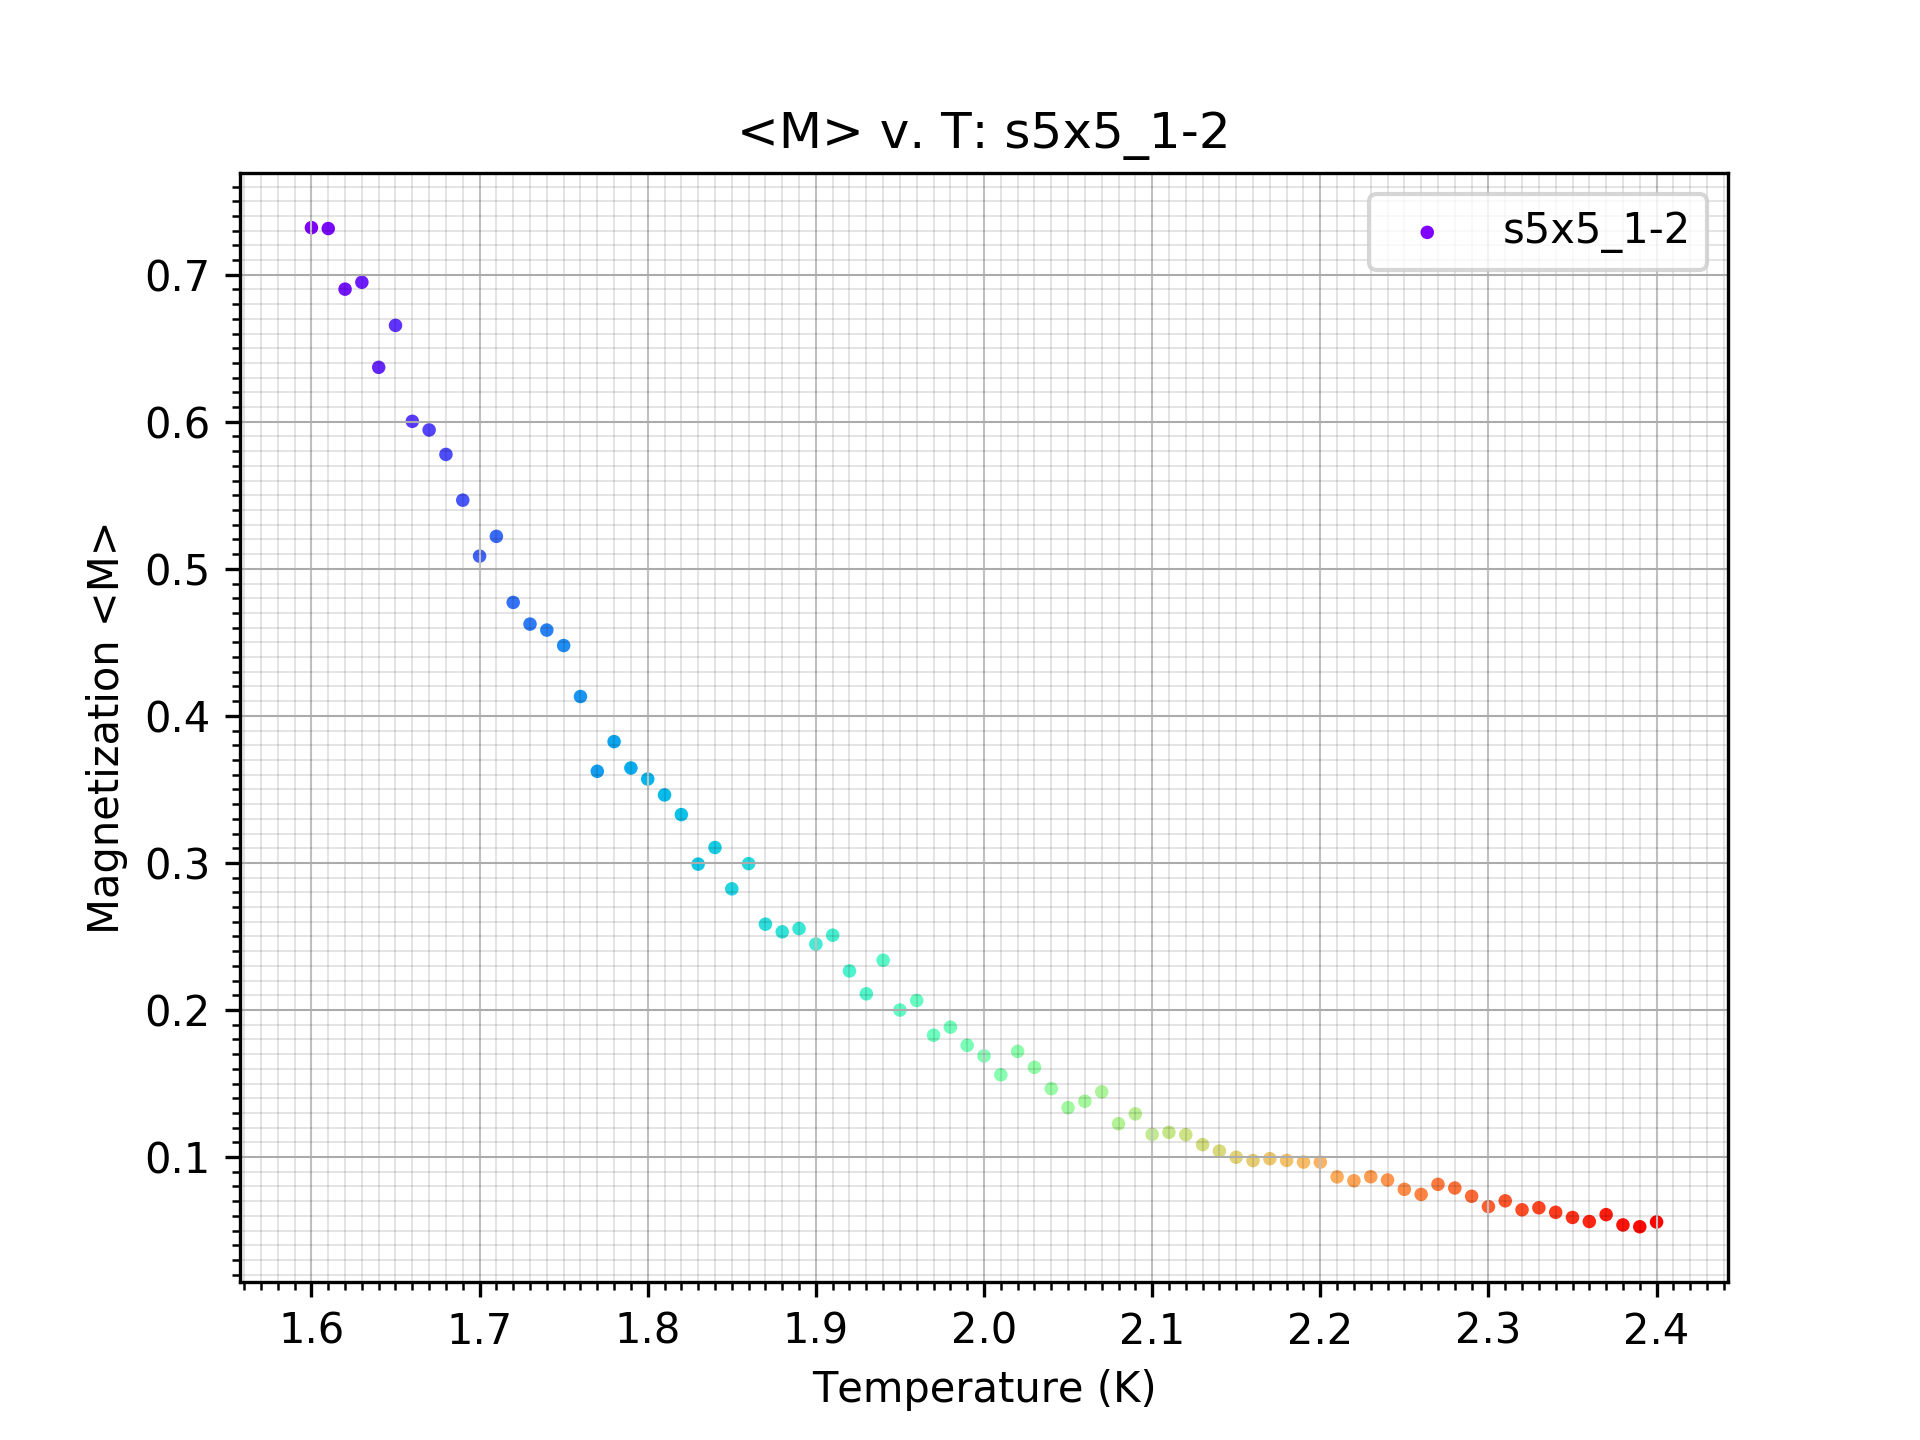 <M> v. T: s5x5_1-2
s5x5_1-2
Magnetization <M>
0.7
0.6
0.5
0.4
0.3
0.2
0.1
1.6 1.7 1.8 1.9 2.0 2.1 2.2 2.3 2.4
Temperature (K)